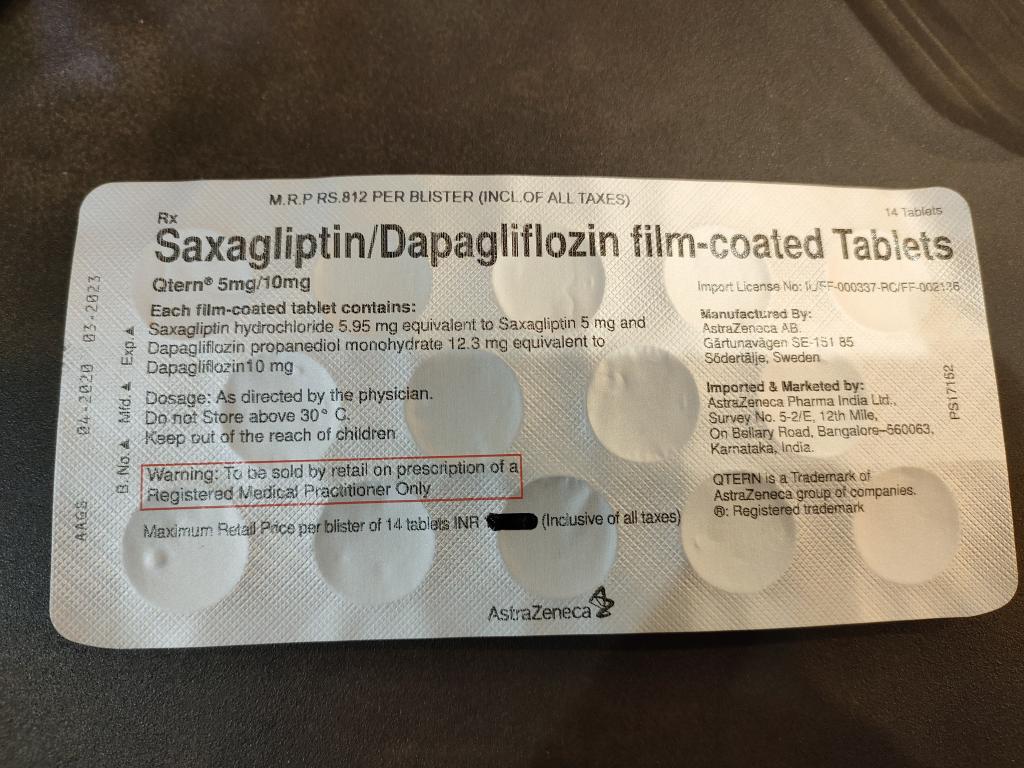 M.R.P RS.812 PER BLISTER (INCL.OF ALL TAXES)
Rx
14 Tablets
Saxagliptin/Dapagliflozin film-coated Tablets
Qtern® 5mg/10mg
Each film-coated tablet contains:
Saxagliptin hydrochloride 5.95 mg equivalent to Saxagliptin 5 mg and
Dapagliflozin propanediol monohydrate 12.3 mg equivalent to
Dapagliflozin10 mg
Dosage: As directed by the physician.
Do not Store above 30° C.
Keep out of the reach of children
Warning: To be sold by retail on prescription of a
Registered Medical Practitioner Only
Maximum Retail Price per blister of 14 tablets INR (Inclusive of all taxes)
Import License No:
Manufactured By:
AstraZeneca AB.
Gärtunavägen SE-151 85
Södertälje, Sweden
Imported & Marketed by:
AstraZeneca Pharma India Ltd.,
Survey No. 5-2/E, 12th Mile,
On Bellary Road, Bangalore–560063,
Karnataka, India.
QTERN is a Trademark of
AstraZeneca group of companies.
®: Registered trademark
AstraZeneca
B. No.▲ Mfd.▲ Exp.▲
04-2020 03-2023
PS17152